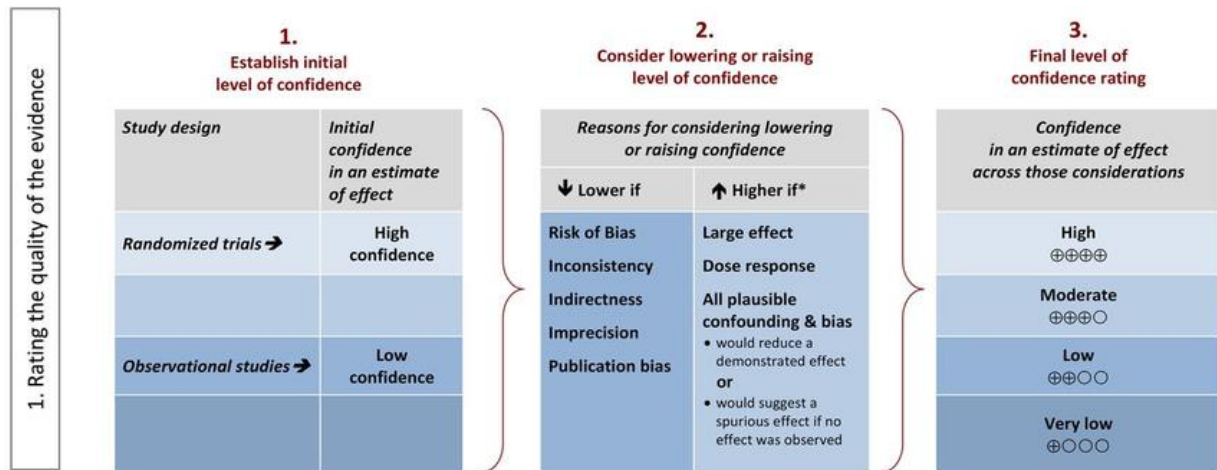 1. Rating the quality of the evidence
1.
Establish initial
level of confidence
Study design
Initial
confidence
in an estimate
of effect
Randomized trials ➔
High
confidence
Observational studies ➔
Low
confidence
2.
Consider lowering or raising
level of confidence
Reasons for considering lowering
or raising confidence
🡻 Lower if
🡹 Higher if*
Risk of Bias
Inconsistency
Indirectness
Imprecision
Publication bias
Large effect
Dose response
All plausible
confounding & bias
• would reduce a
demonstrated effect
or
• would suggest a
spurious effect if no
effect was observed
3.
Final level of
confidence rating
Confidence
in an estimate of effect
across those considerations
High
⊕⊕⊕⊕
Moderate
⊕⊕⊕○
Low
⊕⊕○○
Very low
⊕○○○